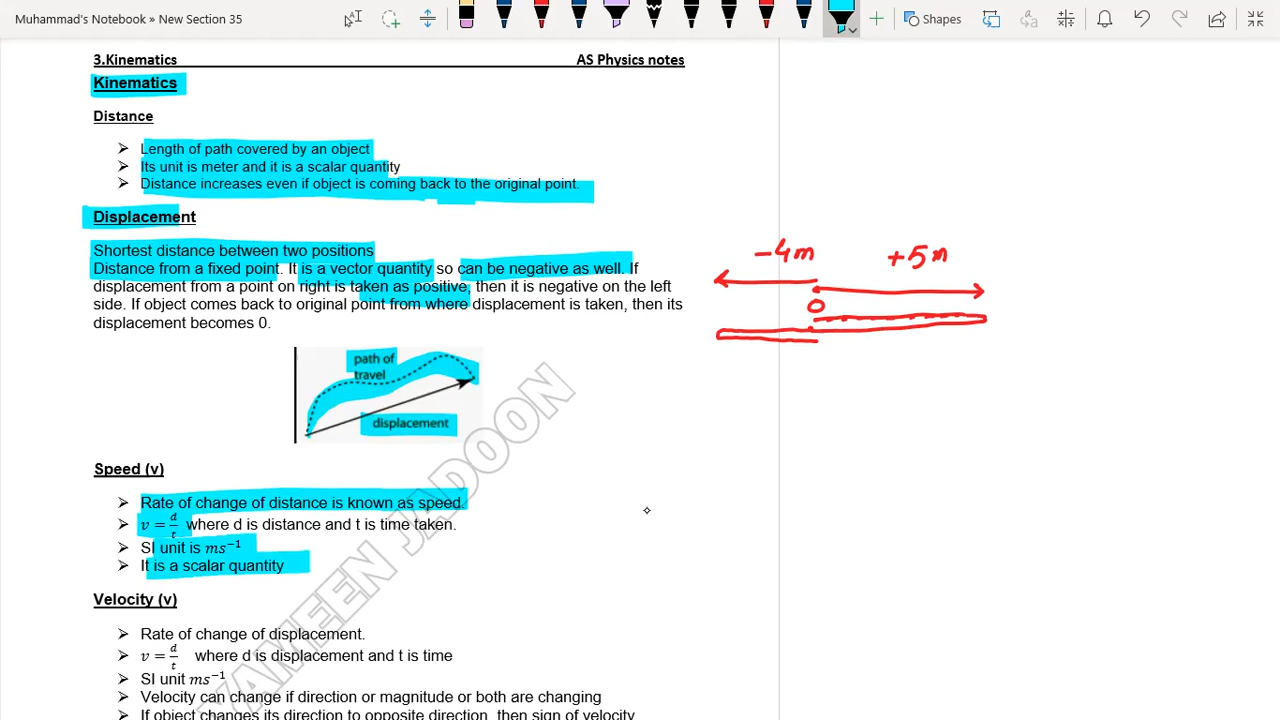 Muhammad's Notebook » New Section 35
Shapes
3.Kinematics AS Physics notes
Kinematics
Distance
➢ Length of path covered by an object
➢ Its unit is meter and it is a scalar quantity
➢ Distance increases even if object is coming back to the original point.
Displacement
Shortest distance between two positions
Distance from a fixed point. It is a vector quantity so can be negative as well. If
displacement from a point on right is taken as positive, then it is negative on the left
side. If object comes back to original point from where displacement is taken, then its
displacement becomes 0.
-4m +5m
0
path of
travel
displacement
Speed (v)
➢ Rate of change of distance is known as speed.
➢ v = d/t where d is distance and t is time taken.
➢ SI unit is ms⁻¹
➢ It is a scalar quantity
Velocity (v)
➢ Rate of change of displacement.
➢ v = d/t where d is displacement and t is time
➢ SI unit ms⁻¹
➢ Velocity can change if direction or magnitude or both are changing
➢ If object changes its direction to opposite direction, then sign of velocity
YAMEEN JADOON